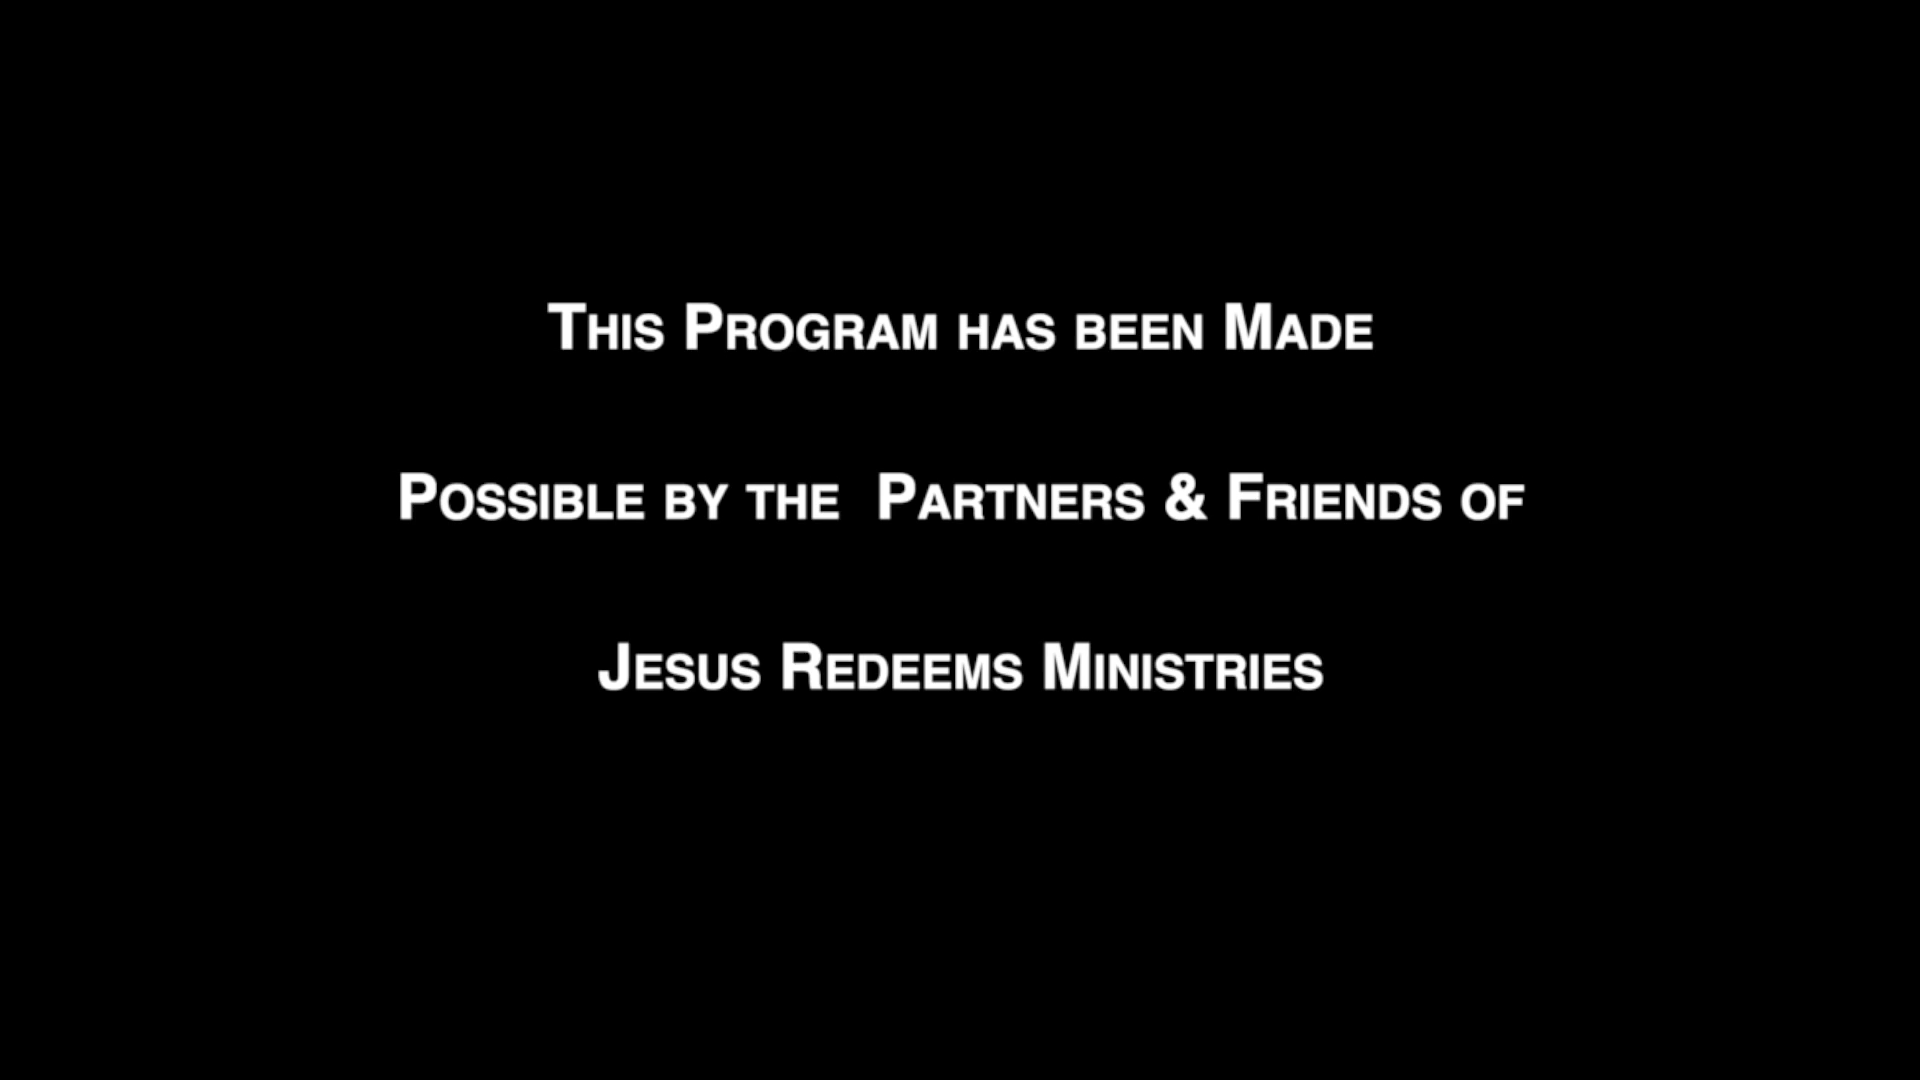 This Program has been Made
Possible by the  Partners & Friends of
Jesus Redeems Ministries